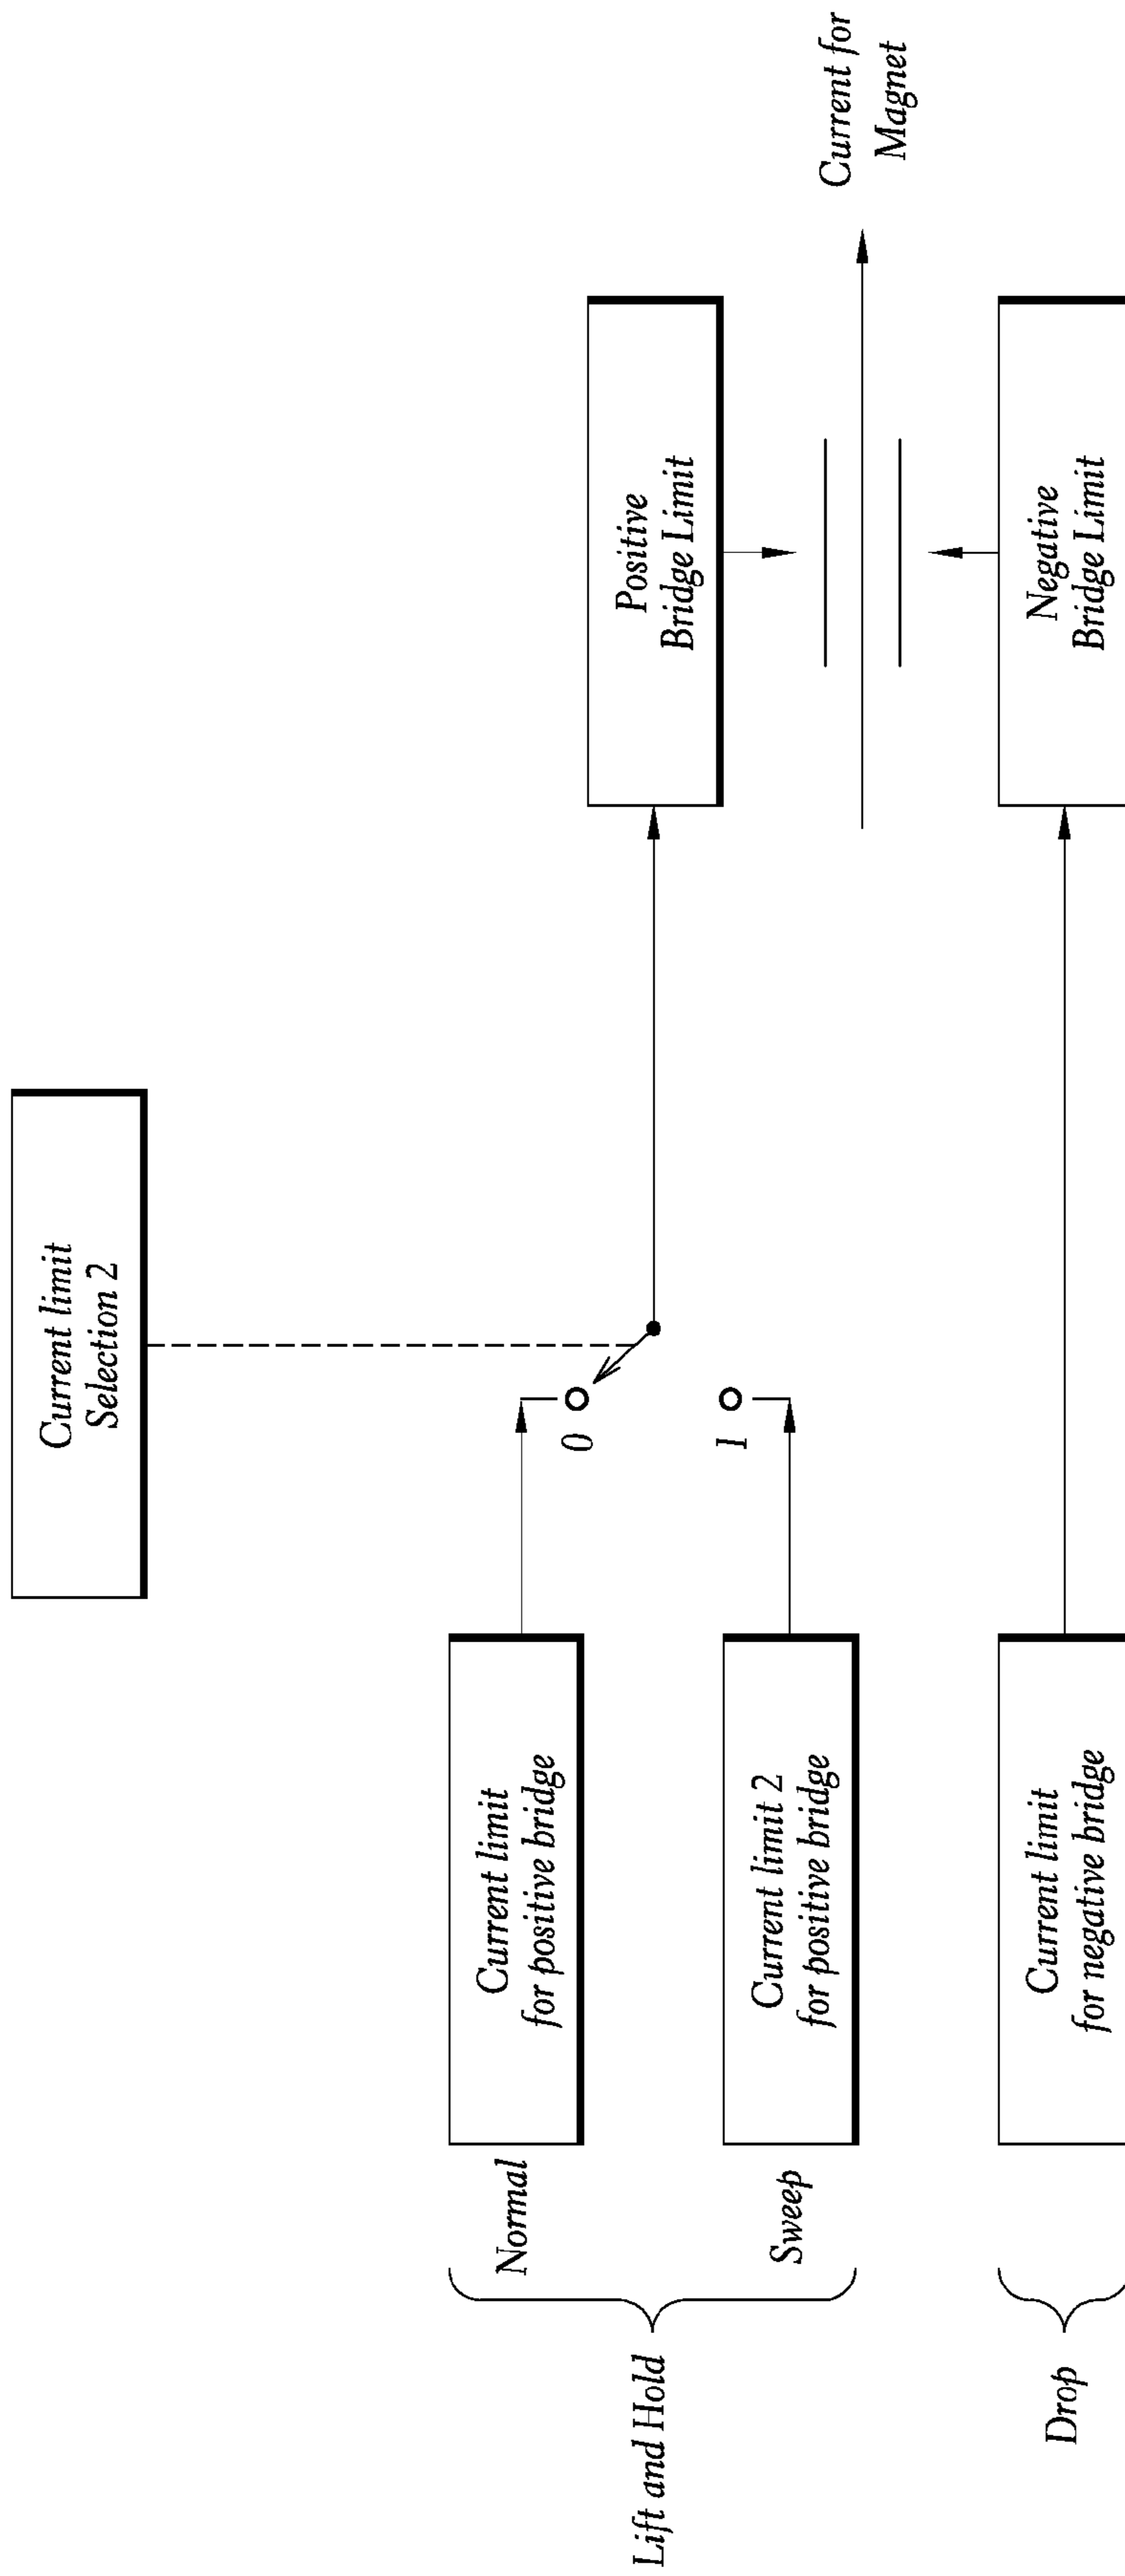 Current limit
Selection 2
Lift and Hold
Normal
Current limit
for positive bridge
0
Positive
Bridge Limit
Sweep
Current limit 2
for positive bridge
1
Current for
Magnet
Drop
Current limit
for negative bridge
Negative
Bridge Limit